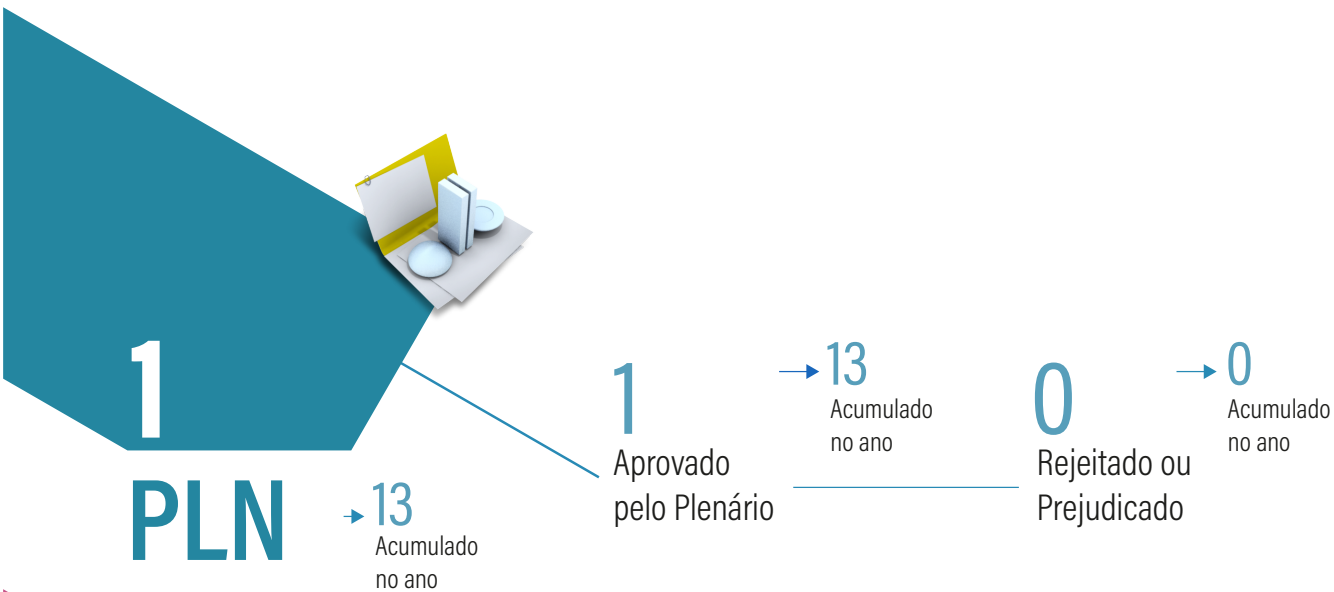 1
PLN
13
Acumulado
no ano
1
Aprovado
pelo Plenário
13
Acumulado
no ano
0
Rejeitado ou
Prejudicado
0
Acumulado
no ano